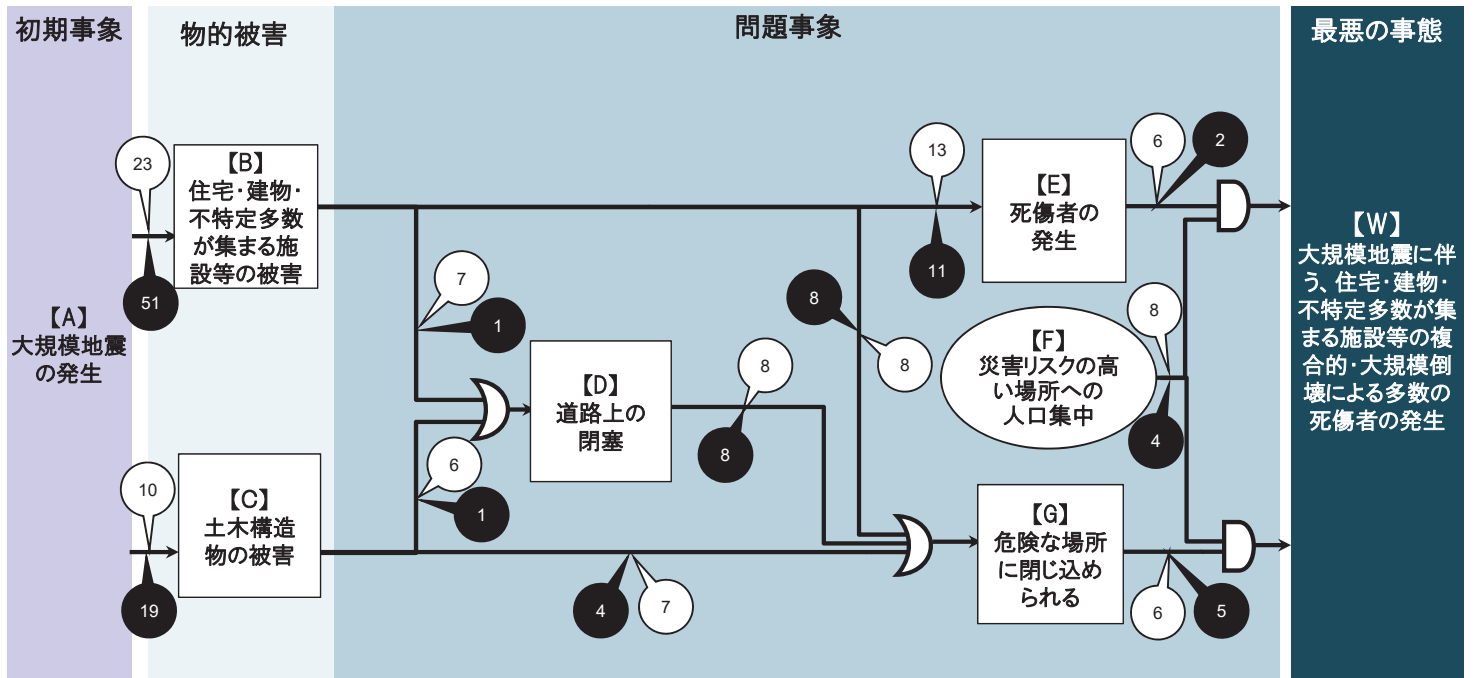 初期事象
物的被害
問題事象
最悪の事態
【A】
大規模地震
の発生
23
51
【B】
住宅・建物・
不特定多数
が集まる施
設等の被害
10
19
【C】
土木構造
物の被害
7
1
6
1
【D】
道路上の
閉塞
8
8
4
7
8
8
13
11
【E】
死傷者の
発生
6
2
【F】
災害リスクの高
い場所への
人口集中
8
4
【G】
危険な場所
に閉じ込め
られる
6
5
【W】
大規模地震に伴
う、住宅・建物・
不特定多数が集
まる施設等の複
合的・大規模倒
壊による多数の
死傷者の発生